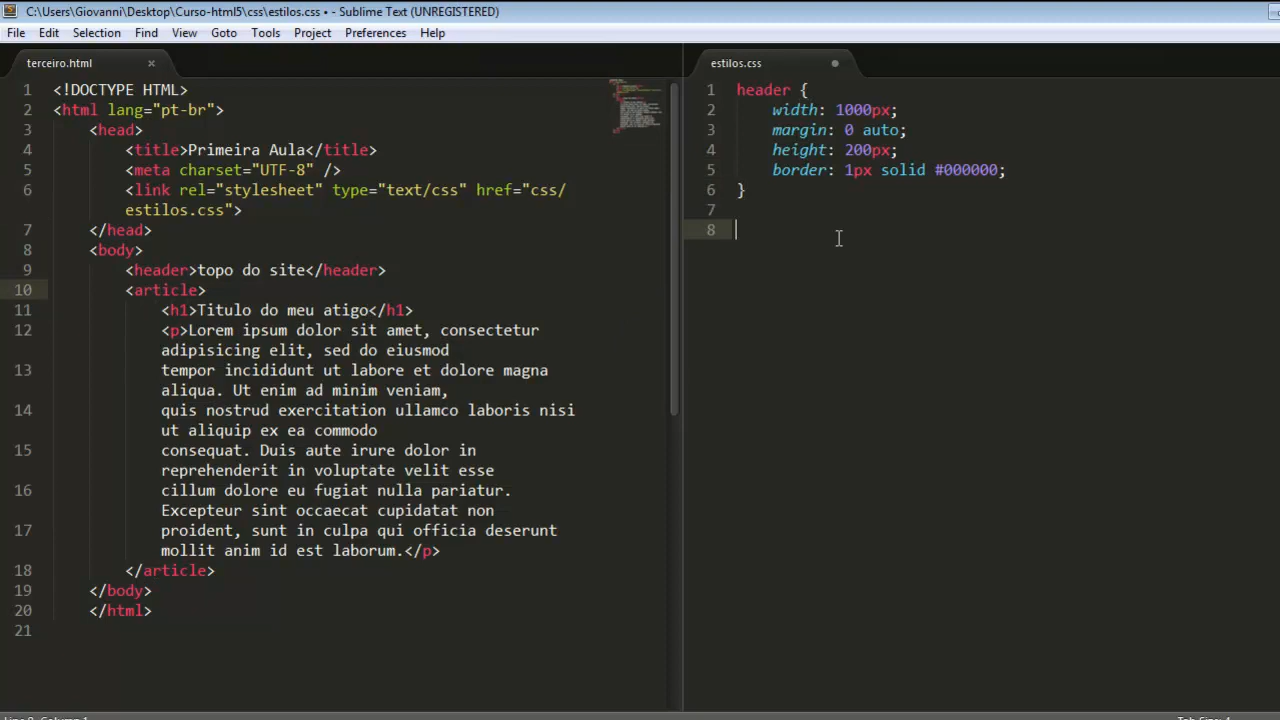 C:\Users\Giovanni\Desktop\Curso-html5\css\estilos.css • - Sublime Text (UNREGISTERED)
File Edit Selection Find View Goto Tools Project Preferences Help
terceiro.html ×
1 <!DOCTYPE HTML>
2 <html lang="pt-br">
3 <head>
4 <title>Primeira Aula</title>
5 <meta charset="UTF-8" />
6 <link rel="stylesheet" type="text/css" href="css/
estilos.css">
7 </head>
8 <body>
9 <header>topo do site</header>
10 <article>
11 <h1>Titulo do meu atigo</h1>
12 <p>Lorem ipsum dolor sit amet, consectetur
adipisicing elit, sed do eiusmod
13 tempor incididunt ut labore et dolore magna
aliqua. Ut enim ad minim veniam,
14 quis nostrud exercitation ullamco laboris nisi
ut aliquip ex ea commodo
15 consequat. Duis aute irure dolor in
reprehenderit in voluptate velit esse
16 cillum dolore eu fugiat nulla pariatur.
Excepteur sint occaecat cupidatat non
17 proident, sunt in culpa qui officia deserunt
mollit anim id est laborum.</p>
18 </article>
19 </body>
20 </html>
21
estilos.css
1 header {
2 width: 1000px;
3 margin: 0 auto;
4 height: 200px;
5 border: 1px solid #000000;
6 }
7
8